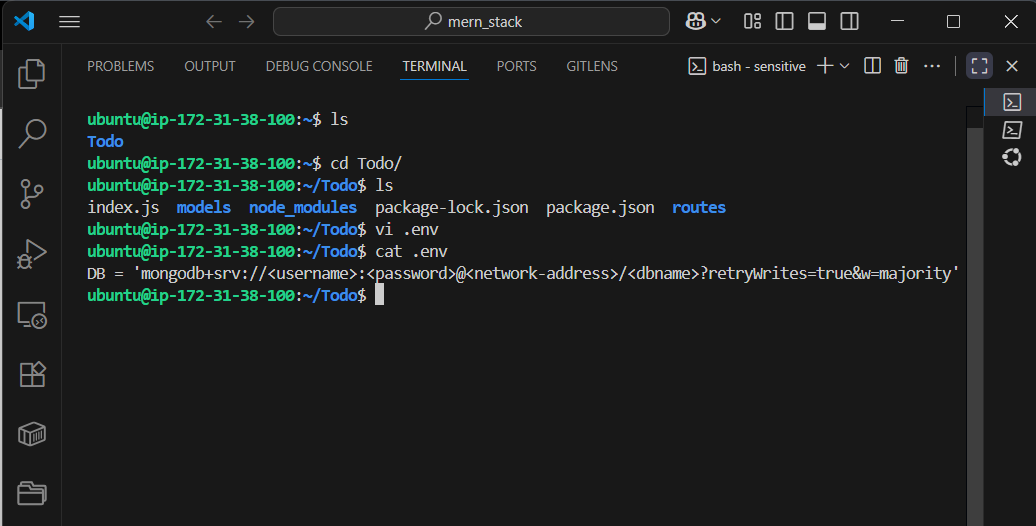 mern_stack
PROBLEMS OUTPUT DEBUG CONSOLE TERMINAL PORTS GITLENS bash - sensitive
ubuntu@ip-172-31-38-100:~$ ls
Todo
ubuntu@ip-172-31-38-100:~$ cd Todo/
ubuntu@ip-172-31-38-100:~/Todo$ ls
index.js models node_modules package-lock.json package.json routes
ubuntu@ip-172-31-38-100:~/Todo$ vi .env
ubuntu@ip-172-31-38-100:~/Todo$ cat .env
DB = 'mongodb+srv://<username>:<password>@<network-address>/<dbname>?retryWrites=true&w=majority'
ubuntu@ip-172-31-38-100:~/Todo$